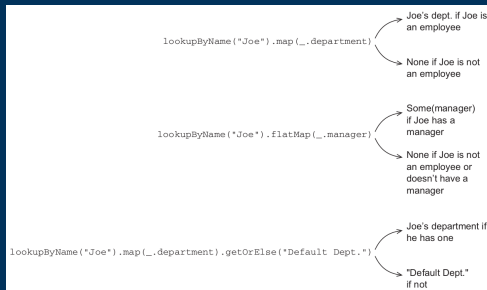 Joe's dept. if Joe is
an employee
lookupByName("Joe").map(_.department)
None if Joe is not
an employee
Some(manager)
if Joe has a
manager
lookupByName("Joe").flatMap(_.manager)
None if Joe is not
an employee or
doesn't have a
manager
Joe's department if
he has one
lookupByName("Joe").map(_.department).getOrElse("Default Dept.")
"Default Dept."
if not